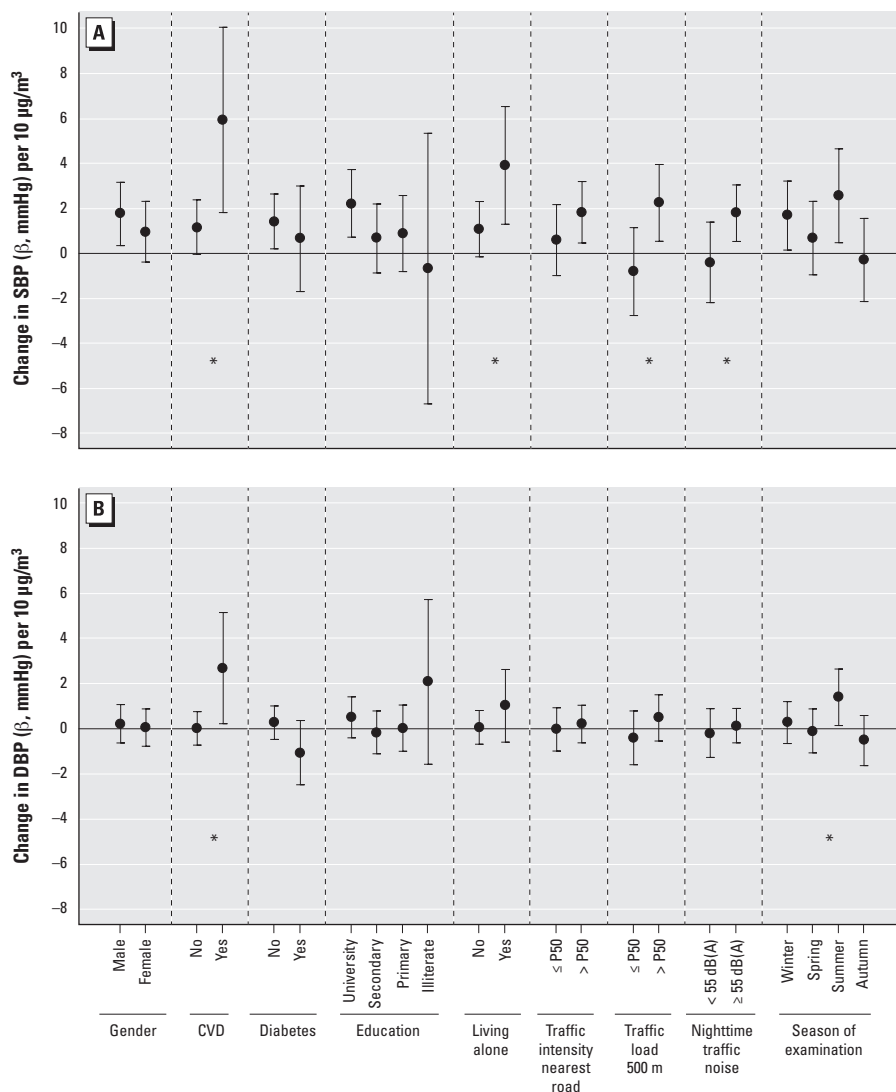 A
Change in SBP (β, mmHg) per 10 µg/m³
10
8
6
4
2
0
–2
–4
–6
–8
* * * *
B
Change in DBP (β, mmHg) per 10 µg/m³
10
8
6
4
2
0
–2
–4
–6
–8
* *
Male
Female
No
Yes
No
Yes
University
Secondary
Primary
Illiterate
No
Yes
≤ P50
> P50
≤ P50
> P50
< 55 dB(A)
≥ 55 dB(A)
Winter
Spring
Summer
Autumn
Gender
CVD
Diabetes
Education
Living
alone
Traffic
intensity
nearest
road
Traffic
load
500 m
Nighttime
traffic
noise
Season of
examination